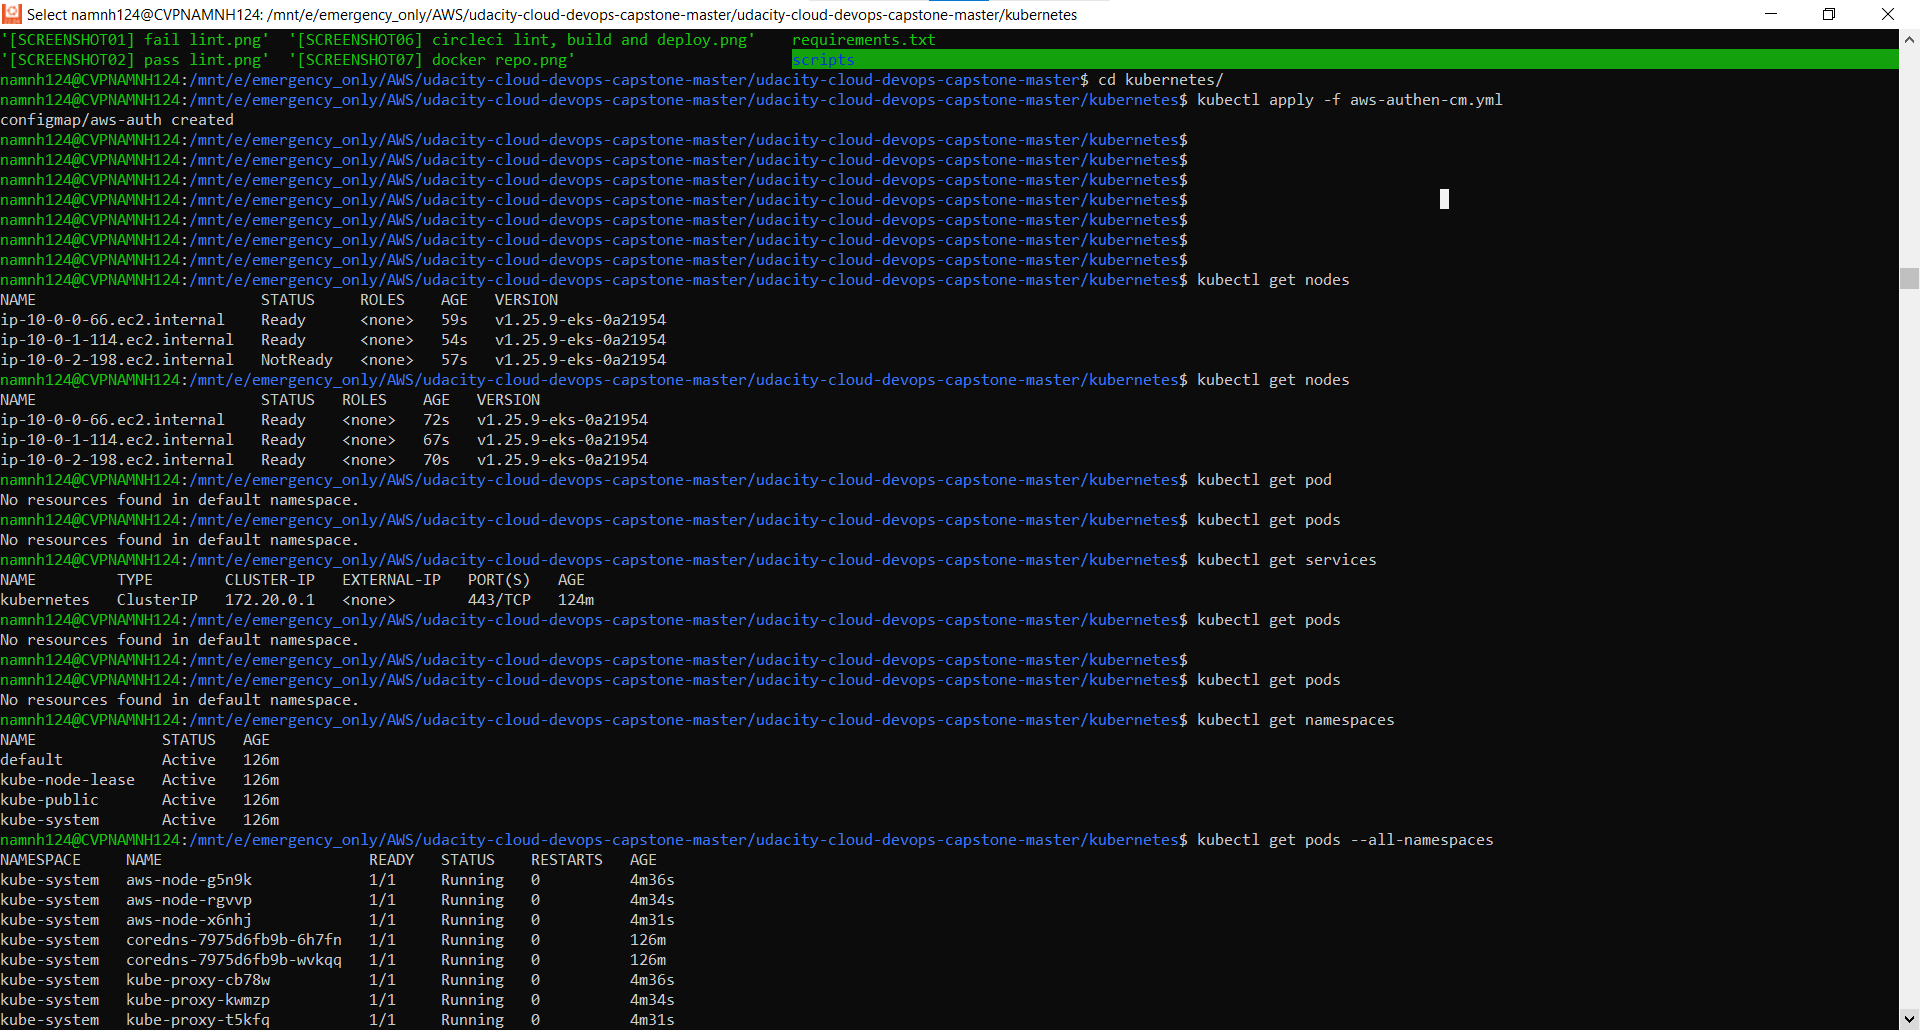 Select namnh124@CVPNAMNH124: /mnt/e/emergency_only/AWS/udacity-cloud-devops-capstone-master/udacity-cloud-devops-capstone-master/kubernetes
'[SCREENSHOT01] fail lint.png'  '[SCREENSHOT06] circleci lint, build and deploy.png'    requirements.txt
'[SCREENSHOT02] pass lint.png'  '[SCREENSHOT07] docker repo.png'                        scripts
namnh124@CVPNAMNH124:/mnt/e/emergency_only/AWS/udacity-cloud-devops-capstone-master/udacity-cloud-devops-capstone-master$ cd kubernetes/
namnh124@CVPNAMNH124:/mnt/e/emergency_only/AWS/udacity-cloud-devops-capstone-master/udacity-cloud-devops-capstone-master/kubernetes$ kubectl apply -f aws-authen-cm.yml
configmap/aws-auth created
namnh124@CVPNAMNH124:/mnt/e/emergency_only/AWS/udacity-cloud-devops-capstone-master/udacity-cloud-devops-capstone-master/kubernetes$
namnh124@CVPNAMNH124:/mnt/e/emergency_only/AWS/udacity-cloud-devops-capstone-master/udacity-cloud-devops-capstone-master/kubernetes$
namnh124@CVPNAMNH124:/mnt/e/emergency_only/AWS/udacity-cloud-devops-capstone-master/udacity-cloud-devops-capstone-master/kubernetes$
namnh124@CVPNAMNH124:/mnt/e/emergency_only/AWS/udacity-cloud-devops-capstone-master/udacity-cloud-devops-capstone-master/kubernetes$
namnh124@CVPNAMNH124:/mnt/e/emergency_only/AWS/udacity-cloud-devops-capstone-master/udacity-cloud-devops-capstone-master/kubernetes$
namnh124@CVPNAMNH124:/mnt/e/emergency_only/AWS/udacity-cloud-devops-capstone-master/udacity-cloud-devops-capstone-master/kubernetes$
namnh124@CVPNAMNH124:/mnt/e/emergency_only/AWS/udacity-cloud-devops-capstone-master/udacity-cloud-devops-capstone-master/kubernetes$
namnh124@CVPNAMNH124:/mnt/e/emergency_only/AWS/udacity-cloud-devops-capstone-master/udacity-cloud-devops-capstone-master/kubernetes$ kubectl get nodes
NAME                         STATUS     ROLES    AGE   VERSION
ip-10-0-0-66.ec2.internal    Ready      <none>   59s   v1.25.9-eks-0a21954
ip-10-0-1-114.ec2.internal   Ready      <none>   54s   v1.25.9-eks-0a21954
ip-10-0-2-198.ec2.internal   NotReady   <none>   57s   v1.25.9-eks-0a21954
namnh124@CVPNAMNH124:/mnt/e/emergency_only/AWS/udacity-cloud-devops-capstone-master/udacity-cloud-devops-capstone-master/kubernetes$ kubectl get nodes
NAME                         STATUS   ROLES    AGE   VERSION
ip-10-0-0-66.ec2.internal    Ready    <none>   72s   v1.25.9-eks-0a21954
ip-10-0-1-114.ec2.internal   Ready    <none>   67s   v1.25.9-eks-0a21954
ip-10-0-2-198.ec2.internal   Ready    <none>   70s   v1.25.9-eks-0a21954
namnh124@CVPNAMNH124:/mnt/e/emergency_only/AWS/udacity-cloud-devops-capstone-master/udacity-cloud-devops-capstone-master/kubernetes$ kubectl get pod
No resources found in default namespace.
namnh124@CVPNAMNH124:/mnt/e/emergency_only/AWS/udacity-cloud-devops-capstone-master/udacity-cloud-devops-capstone-master/kubernetes$ kubectl get pods
No resources found in default namespace.
namnh124@CVPNAMNH124:/mnt/e/emergency_only/AWS/udacity-cloud-devops-capstone-master/udacity-cloud-devops-capstone-master/kubernetes$ kubectl get services
NAME         TYPE        CLUSTER-IP   EXTERNAL-IP   PORT(S)   AGE
kubernetes   ClusterIP   172.20.0.1   <none>        443/TCP   124m
namnh124@CVPNAMNH124:/mnt/e/emergency_only/AWS/udacity-cloud-devops-capstone-master/udacity-cloud-devops-capstone-master/kubernetes$ kubectl get pods
No resources found in default namespace.
namnh124@CVPNAMNH124:/mnt/e/emergency_only/AWS/udacity-cloud-devops-capstone-master/udacity-cloud-devops-capstone-master/kubernetes$
namnh124@CVPNAMNH124:/mnt/e/emergency_only/AWS/udacity-cloud-devops-capstone-master/udacity-cloud-devops-capstone-master/kubernetes$ kubectl get pods
No resources found in default namespace.
namnh124@CVPNAMNH124:/mnt/e/emergency_only/AWS/udacity-cloud-devops-capstone-master/udacity-cloud-devops-capstone-master/kubernetes$ kubectl get namespaces
NAME              STATUS   AGE
default           Active   126m
kube-node-lease   Active   126m
kube-public       Active   126m
kube-system       Active   126m
namnh124@CVPNAMNH124:/mnt/e/emergency_only/AWS/udacity-cloud-devops-capstone-master/udacity-cloud-devops-capstone-master/kubernetes$ kubectl get pods --all-namespaces
NAMESPACE     NAME                       READY   STATUS    RESTARTS   AGE
kube-system   aws-node-g5n9k             1/1     Running   0          4m36s
kube-system   aws-node-rgvvp             1/1     Running   0          4m34s
kube-system   aws-node-x6nhj             1/1     Running   0          4m31s
kube-system   coredns-7975d6fb9b-6h7fn   1/1     Running   0          126m
kube-system   coredns-7975d6fb9b-wvkqq   1/1     Running   0          126m
kube-system   kube-proxy-cb78w           1/1     Running   0          4m36s
kube-system   kube-proxy-kwmzp           1/1     Running   0          4m34s
kube-system   kube-proxy-t5kfq           1/1     Running   0          4m31s